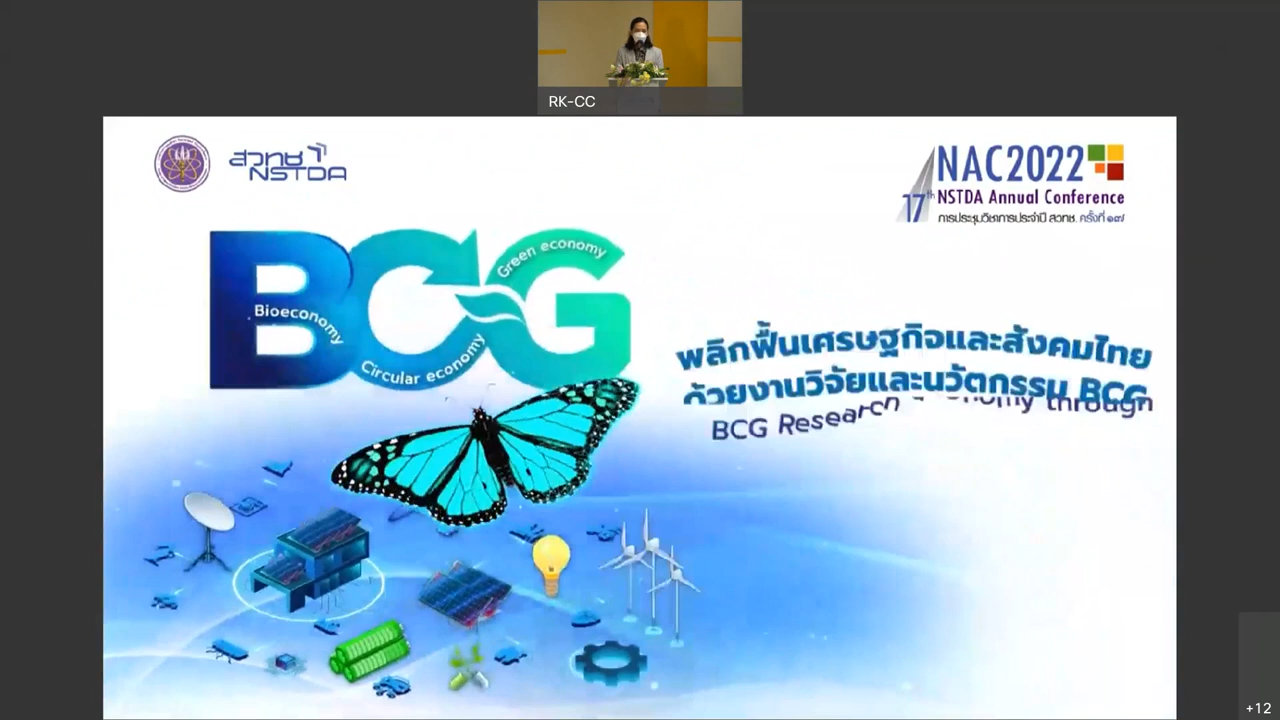 RK-CC
สวทช
NSTDA
NAC2022
17th NSTDA Annual Conference
การประชุมวิชาการประจำปี สวทช. ครั้งที่ ๑๗
BCG
Green economy
Bioeconomy
Circular economy
พลิกฟื้นเศรษฐกิจและสังคมไทย
ด้วยงานวิจัยและนวัตกรรม BCG
through
BCG Research
+12